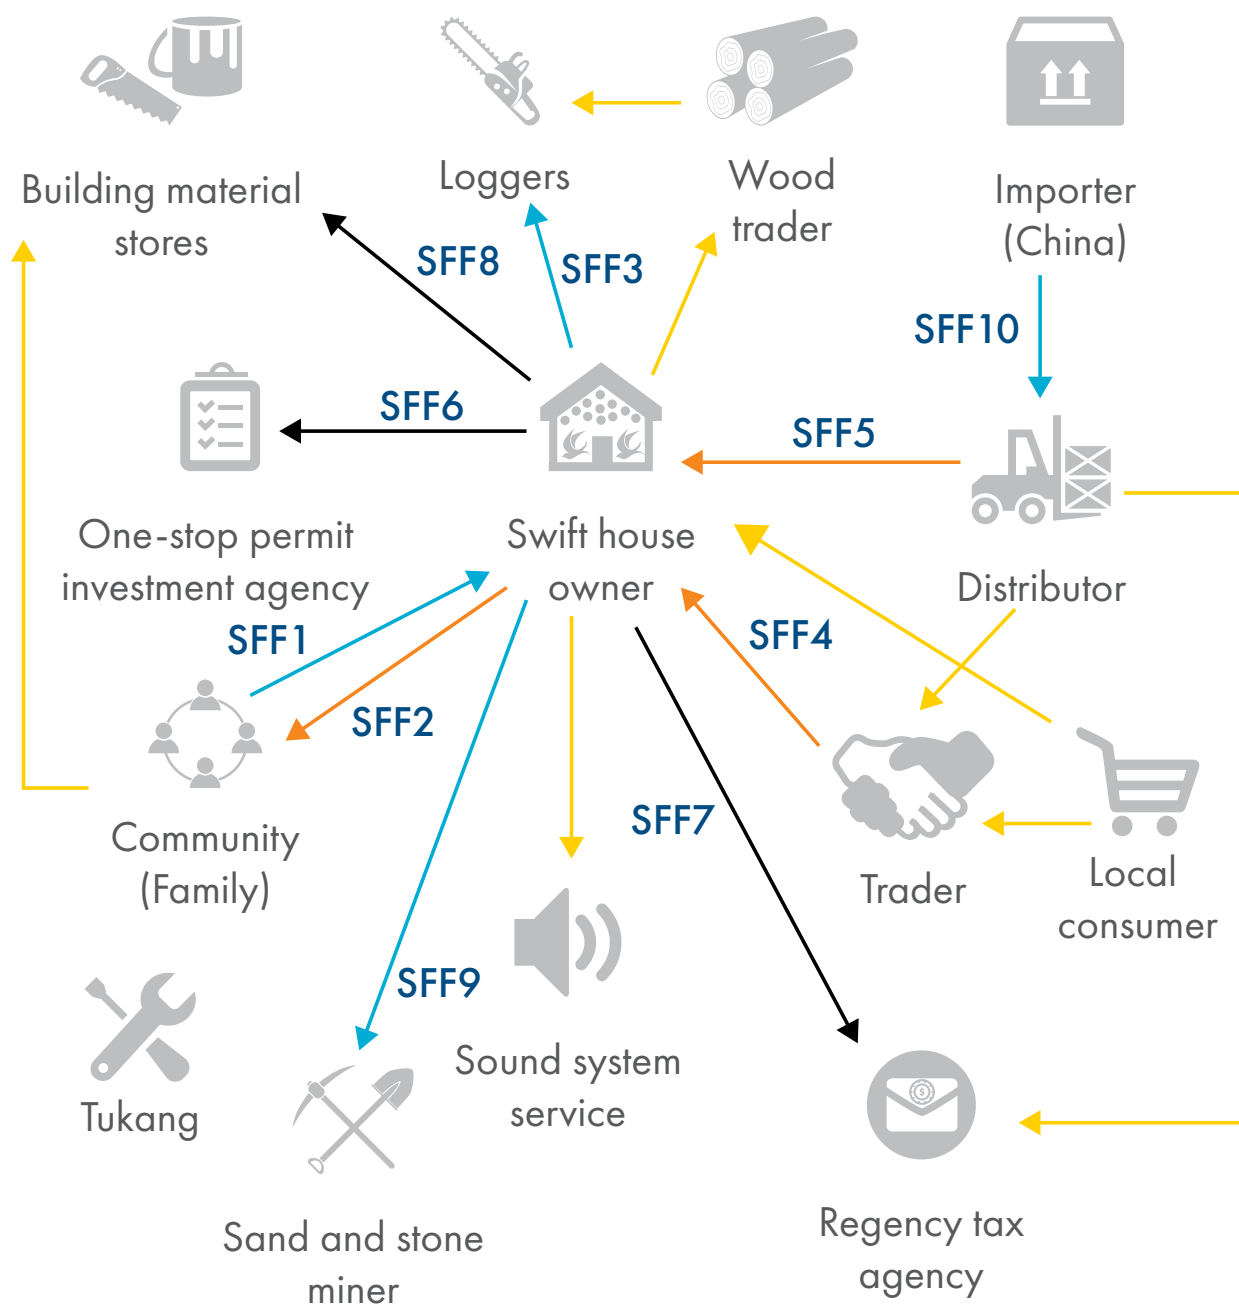 Building material
stores
Loggers
Wood
trader
Importer
(China)
SFF8
SFF3
SFF10
SFF6
SFF5
One-stop permit
investment agency
Swift house
owner
Distributor
SFF1
SFF4
SFF2
SFF7
Community
(Family)
Trader
Local
consumer
SFF9
Tukang
Sound system
service
$
Sand and stone
miner
Regency tax
agency